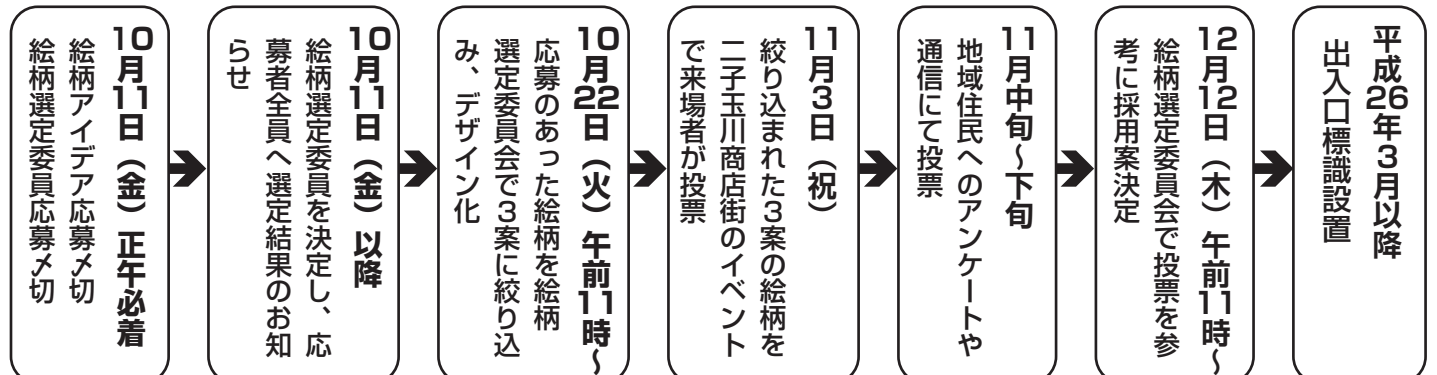 10月11日（金）正午必着
絵柄アイデア応募〆切
絵柄選定委員応募〆切
10月11日（金）以降
絵柄選定委員を決定し、応
募者全員へ選定結果のお知
らせ
10月22日（火）午前11時～
応募のあった絵柄を絵柄
選定委員会で3案に絞り込
み、デザイン化
11月3日（祝）
絞り込まれた3案の絵柄を
二子玉川商店街のイベント
で来場者が投票
11月中旬～下旬
地域住民へのアンケートや
通信にて投票
12月12日（木）午前11時～
絵柄選定委員会で投票を参
考に採用案決定
平成26年3月以降
出入口標識設置